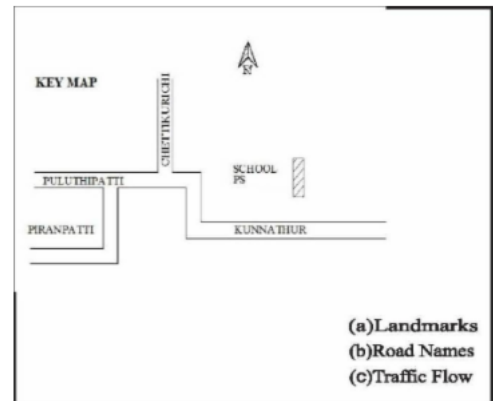 N
KEY MAP
CHETTIKURICHI
SCHOOL
PS
PULUTHIPATTI
PIRANPATTI
KUNNATHUR
(a)Landmarks
(b)Road Names
(c)Traffic Flow